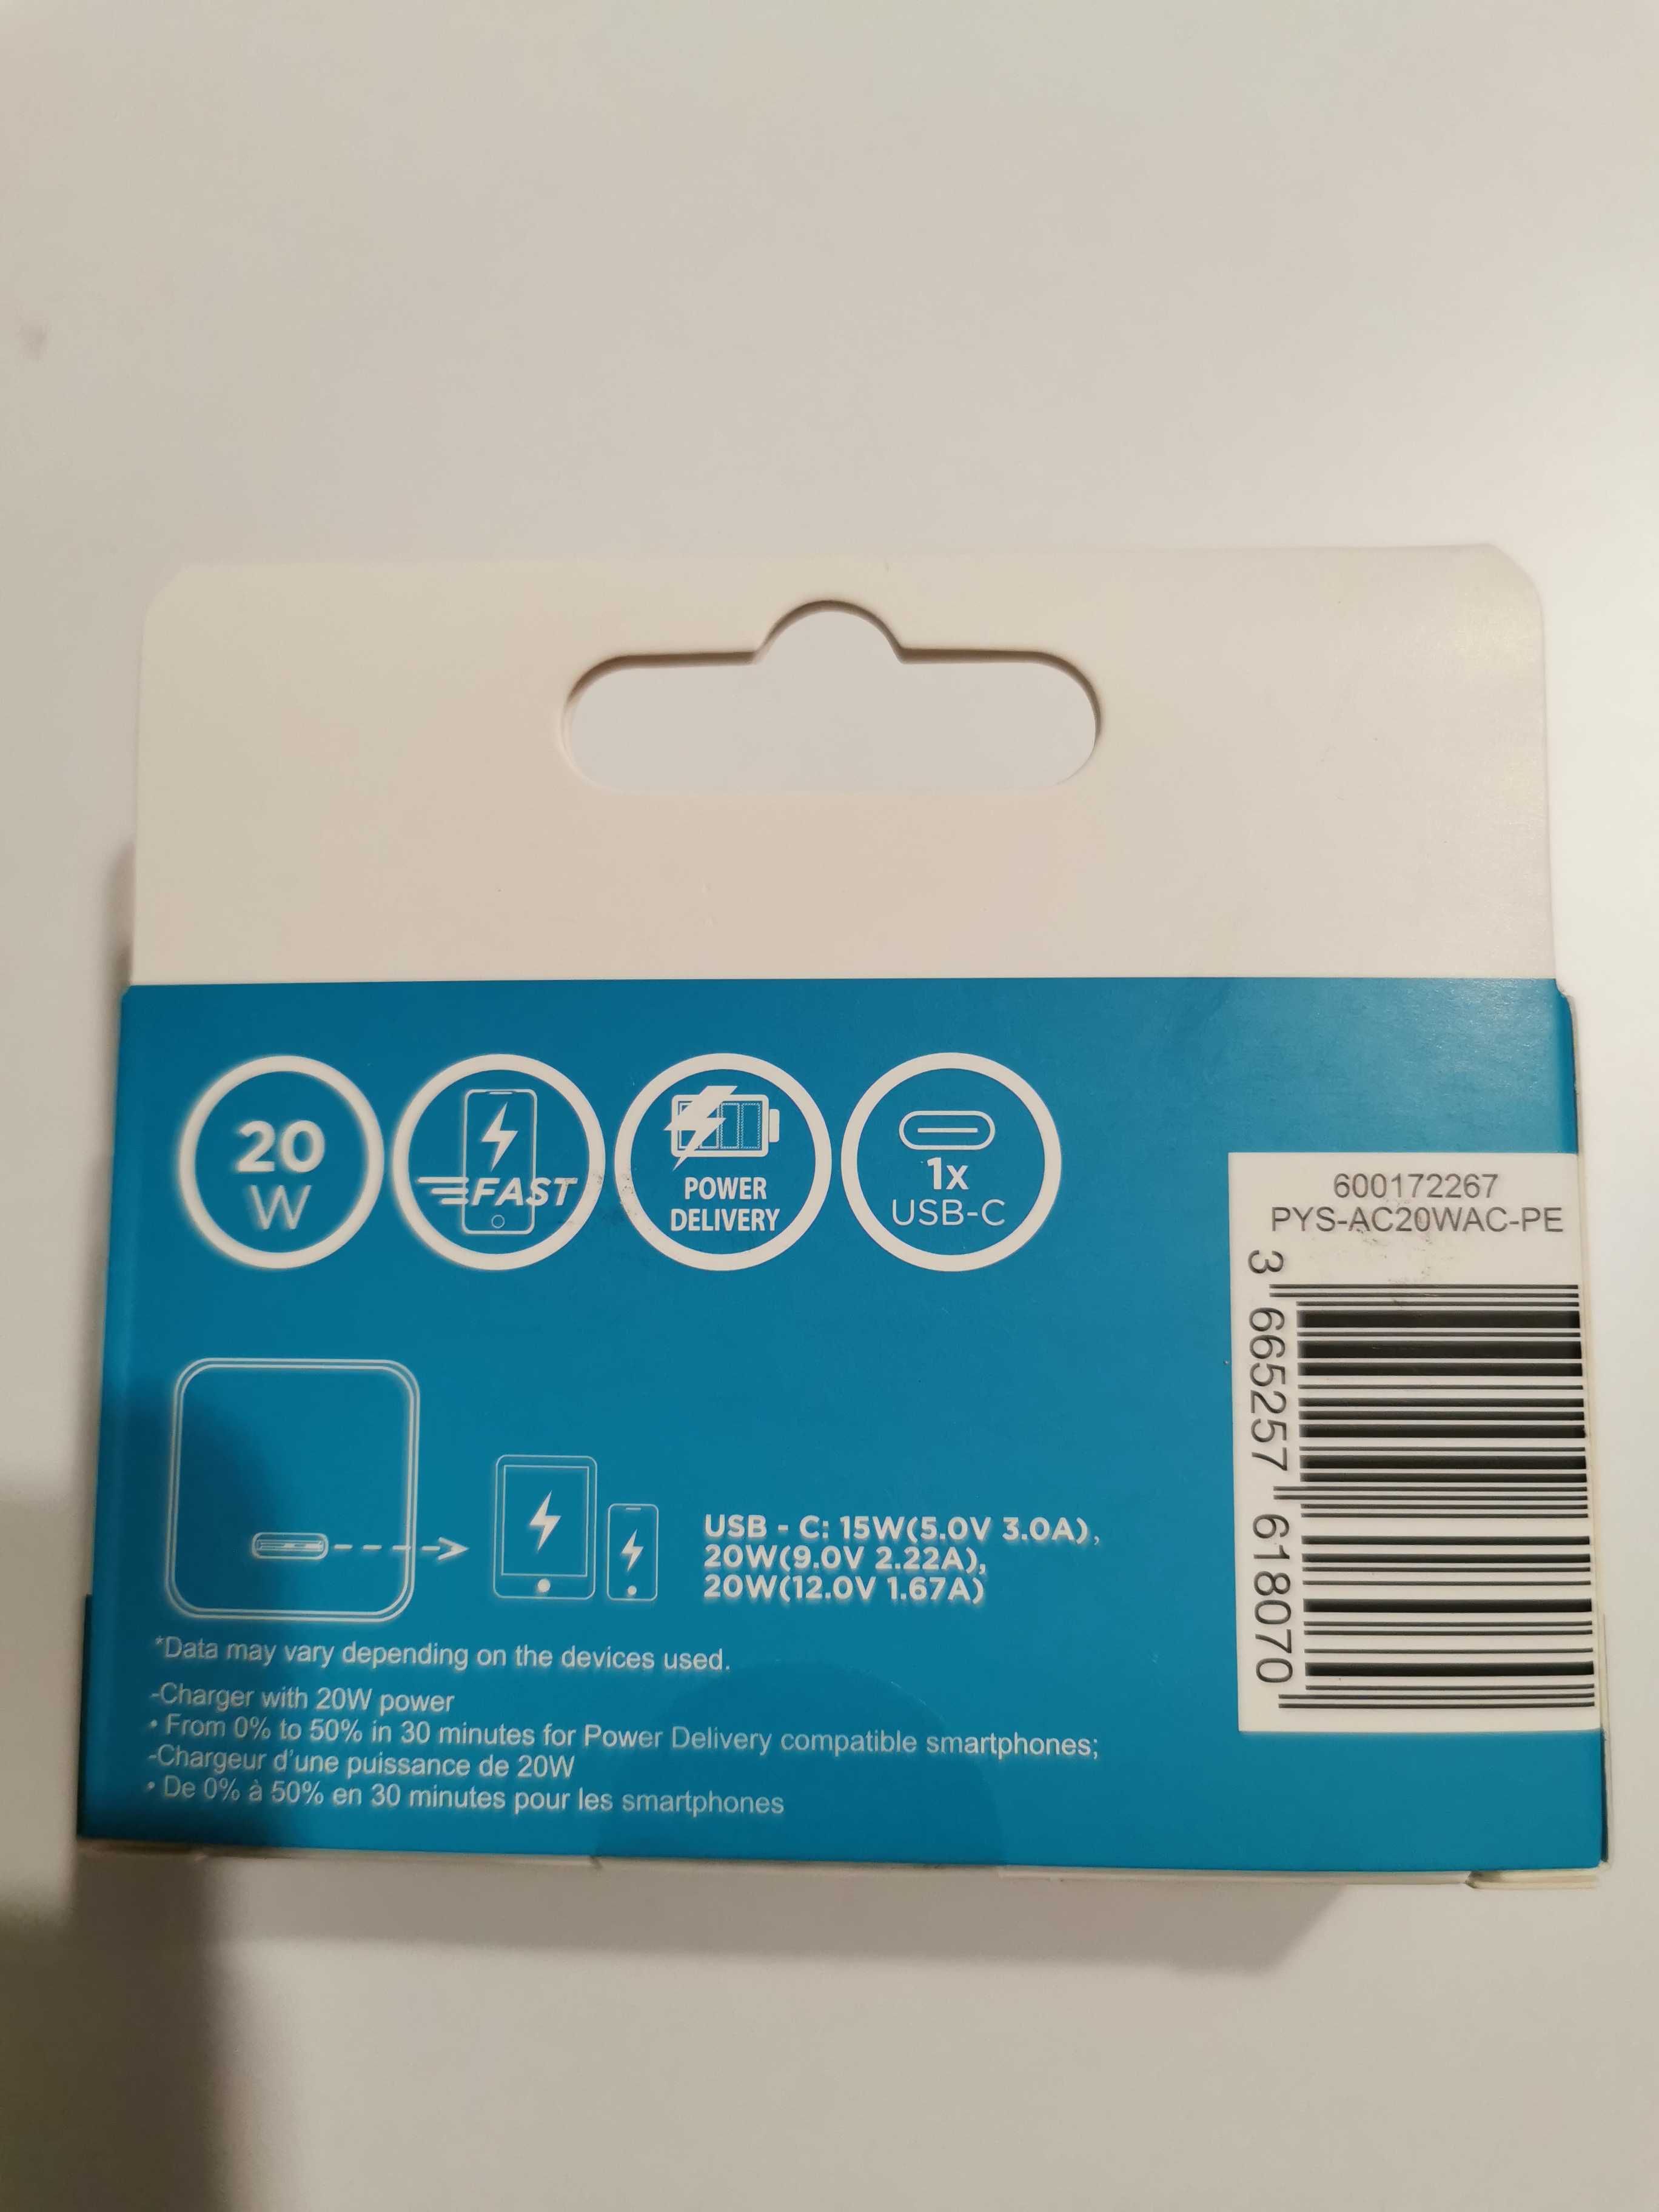 20
W
FAST
POWER
DELIVERY
1x
USB-C
600172267
PYS-AC20WAC-PE
3 665257 618070
USB - C: 15W(5.0V 3.0A),
20W(9.0V 2.22A),
20W(12.0V 1.67A)
*Data may vary depending on the devices used.
-Charger with 20W power
• From 0% to 50% in 30 minutes for Power Delivery compatible smartphones;
-Chargeur d'une puissance de 20W
• De 0% à 50% en 30 minutes pour les smartphones